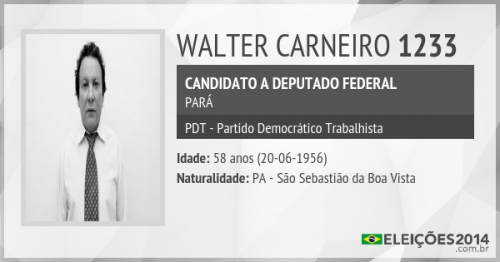 WALTER CARNEIRO 1233
CANDIDATO A DEPUTADO FEDERAL
PARÁ
PDT - Partido Democrático Trabalhista
Idade: 58 anos (20-06-1956)
Naturalidade: PA - São Sebastião da Boa Vista
ELEIÇÕES2014
.com.br